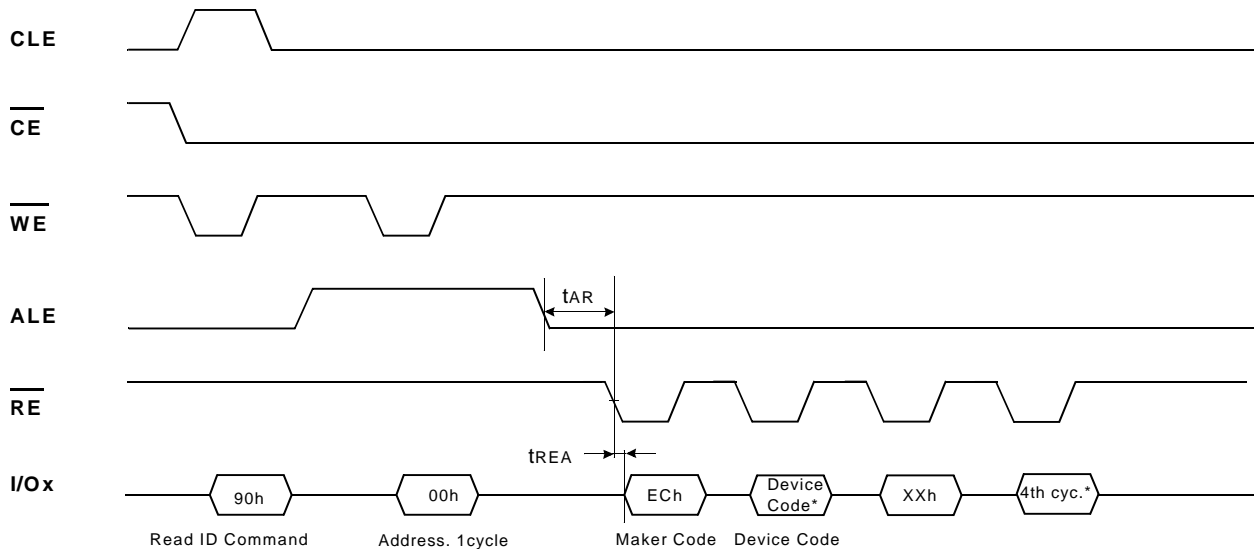 CLE
CE
WE
ALE
tAR
RE
tREA
I/Ox
90h
00h
ECh
Device
Code*
XXh
4th cyc.*
Read ID Command
Address. 1cycle
Maker Code
Device Code